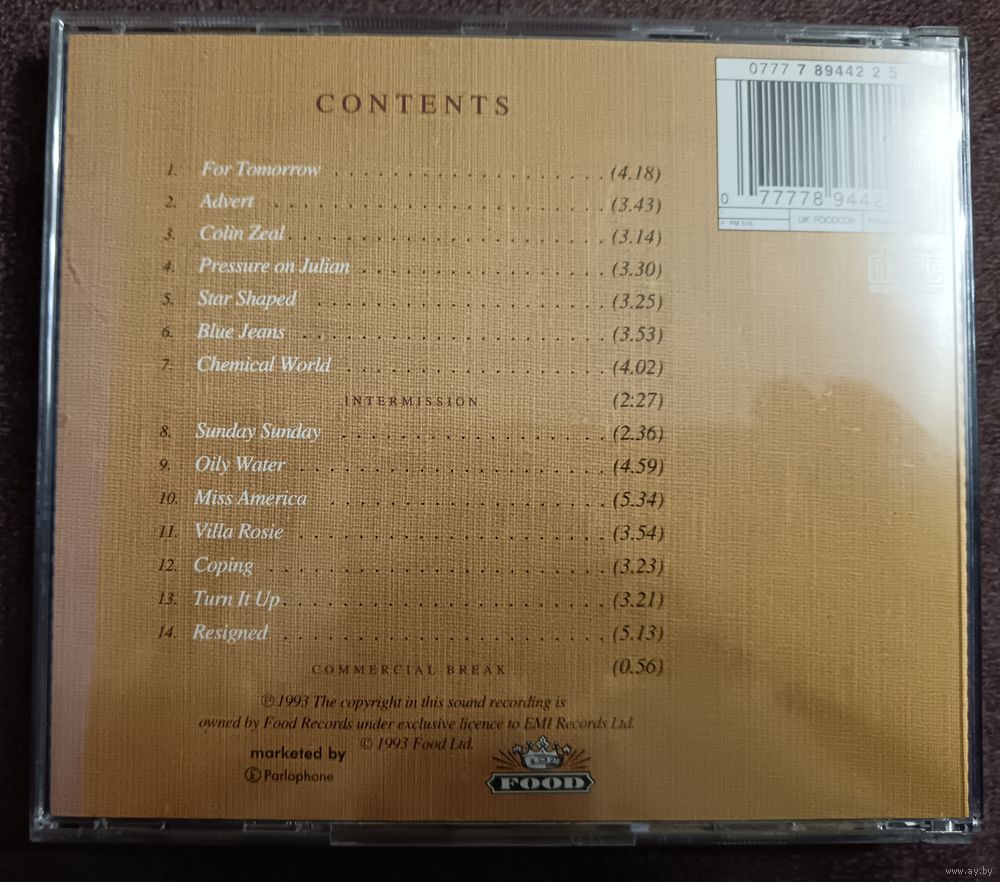 0777 7 89442 2 5
CONTENTS
1. For Tomorrow . . . . . . . . . . . . . . . . . . (4.18)
2. Advert . . . . . . . . . . . . . . . . . . . . . . (3.43)
3. Colin Zeal . . . . . . . . . . . . . . . . . . . . (3.14)
4. Pressure on Julian . . . . . . . . . . . . . . . . (3.30)
5. Star Shaped . . . . . . . . . . . . . . . . . . . (3.25)
6. Blue Jeans . . . . . . . . . . . . . . . . . . . . (3.53)
7. Chemical World . . . . . . . . . . . . . . . . . (4.02)
INTERMISSION (2:27)
8. Sunday Sunday . . . . . . . . . . . . . . . . . (2.36)
9. Oily Water . . . . . . . . . . . . . . . . . . . . (4.59)
10. Miss America . . . . . . . . . . . . . . . . . . (5.34)
11. Villa Rosie . . . . . . . . . . . . . . . . . . . . (3.54)
12. Coping . . . . . . . . . . . . . . . . . . . . . . (3.23)
13. Turn It Up . . . . . . . . . . . . . . . . . . . . (3.21)
14. Resigned . . . . . . . . . . . . . . . . . . . . . (5.13)
COMMERCIAL BREAK (0.56)
℗ 1993 The copyright in this sound recording is
owned by Food Records under exclusive licence to EMI Records Ltd.
© 1993 Food Ltd.
marketed by
Parlophone
FOOD
0 77778 9442
UK: FOODCD9
www.ay.by